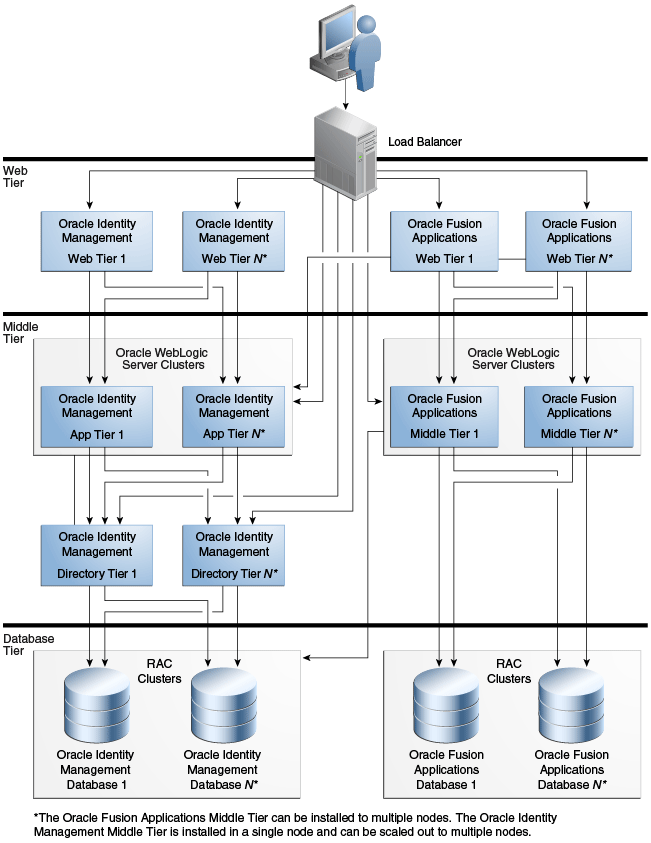 Load Balancer
Web
Tier
Oracle Identity
Management
Web Tier 1
Oracle Identity
Management
Web Tier N*
Oracle Fusion
Applications
Web Tier 1
Oracle Fusion
Applications
Web Tier N*
Middle
Tier
Oracle WebLogic
Server Clusters
Oracle WebLogic
Server Clusters
Oracle Identity
Management
App Tier 1
Oracle Identity
Management
App Tier N*
Oracle Fusion
Applications
Middle Tier 1
Oracle Fusion
Applications
Middle Tier N*
Oracle Identity
Management
Directory Tier 1
Oracle Identity
Management
Directory Tier N*
Database
Tier
RAC
Clusters
RAC
Clusters
Oracle Identity
Management
Database 1
Oracle Identity
Management
Database N*
Oracle Fusion
Applications
Database 1
Oracle Fusion
Applications
Database N*
*The Oracle Fusion Applications Middle Tier can be installed to multiple nodes. The Oracle Identity
Management Middle Tier is installed in a single node and can be scaled out to multiple nodes.